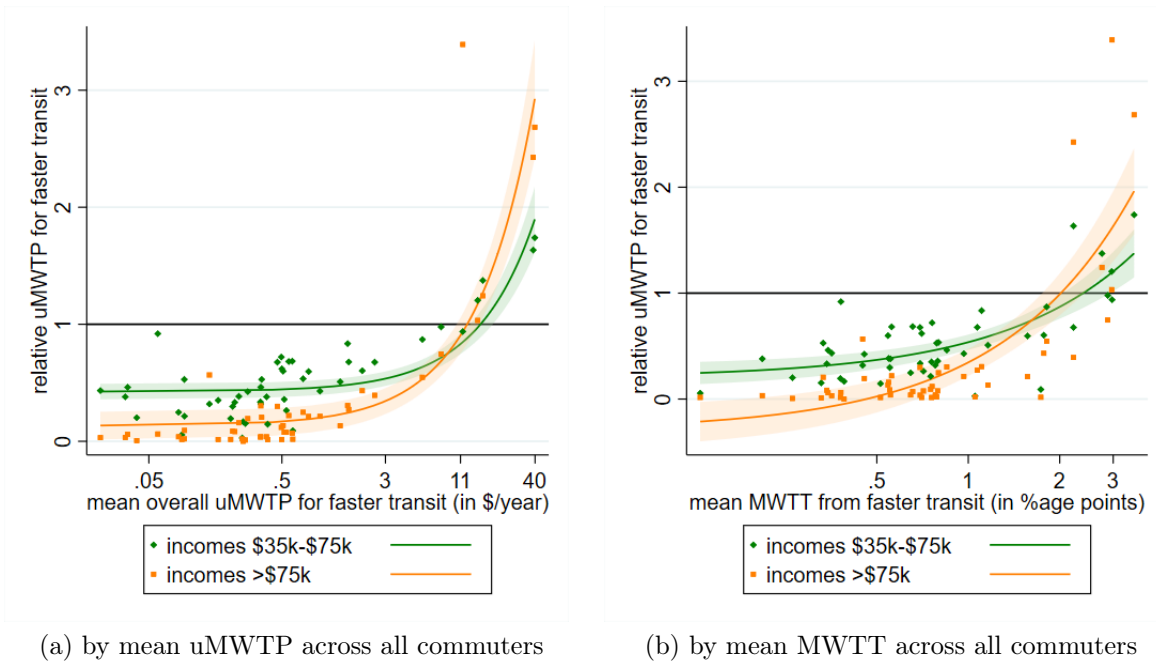 relative uMWTP for faster transit
3
2
1
0
.05 .5 3 11 40
mean overall uMWTP for faster transit (in $/year)
incomes $35k-$75k
incomes >$75k
(a) by mean uMWTP across all commuters
relative uMWTP for faster transit
3
2
1
0
.5 1 2 3
mean MWTT from faster transit (in %age points)
incomes $35k-$75k
incomes >$75k
(b) by mean MWTT across all commuters